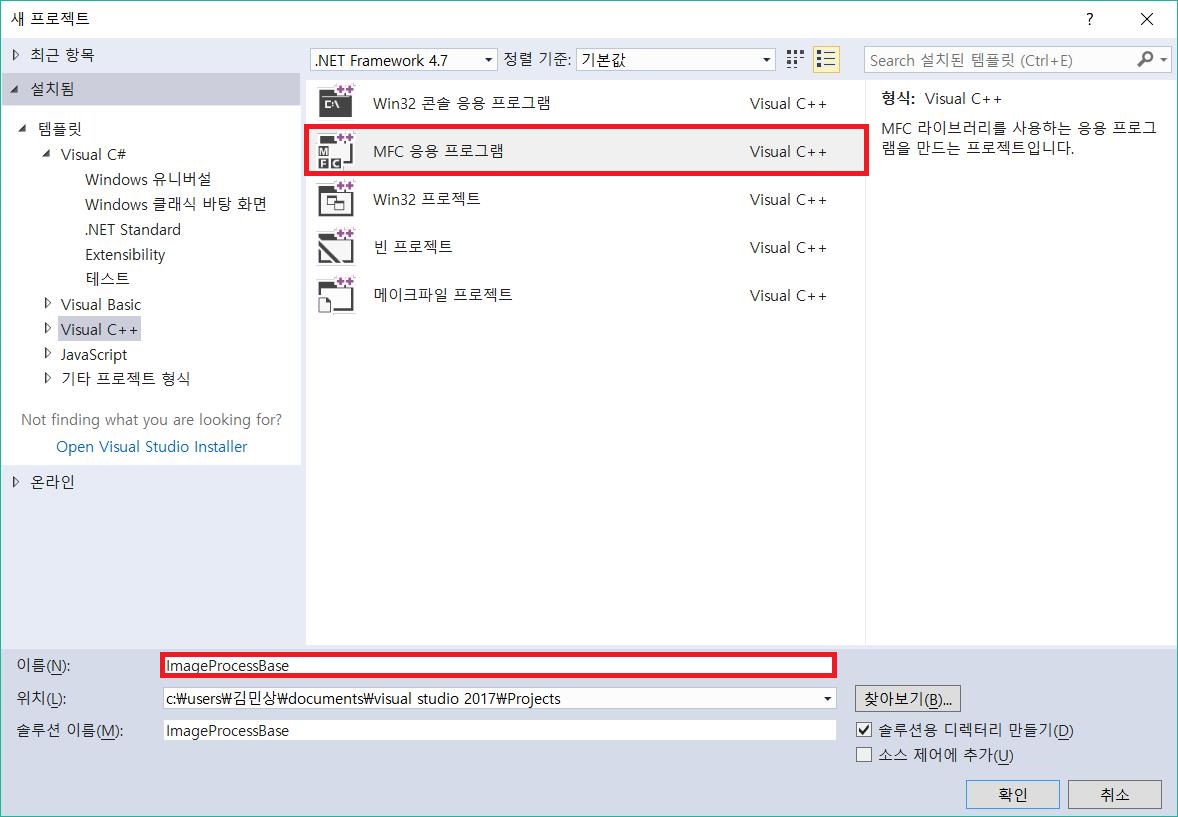 새 프로젝트
?
최근 항목
설치됨
템플릿
Visual C#
Windows 유니버설
Windows 클래식 바탕 화면
.NET Standard
Extensibility
테스트
Visual Basic
Visual C++
JavaScript
기타 프로젝트 형식
Not finding what you are looking for?
Open Visual Studio Installer
온라인
.NET Framework 4.7 정렬 기준: 기본값
Search 설치된 템플릿 (Ctrl+E)
C:\ ++ Win32 콘솔 응용 프로그램 Visual C++
MFC ++ MFC 응용 프로그램 Visual C++
++ Win32 프로젝트 Visual C++
++ 빈 프로젝트 Visual C++
++ 메이크파일 프로젝트 Visual C++
형식: Visual C++
MFC 라이브러리를 사용하는 응용 프로그
램을 만드는 프로젝트입니다.
이름(N): ImageProcessBase
위치(L): c:₩users₩김민상₩documents₩visual studio 2017₩Projects 찾아보기(B)...
솔루션 이름(M): ImageProcessBase 솔루션용 디렉터리 만들기(D)
소스 제어에 추가(U)
확인 취소